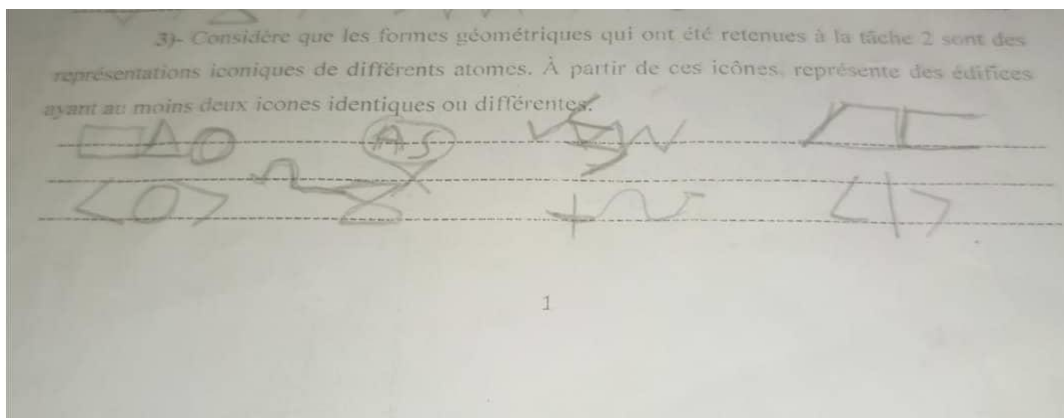 3)- Considère que les formes géométriques qui ont été retenues à la tâche 2 sont des
représentations iconiques de différents atomes. À partir de ces icônes, représente des édifices
ayant au moins deux icones identiques ou différentes.
AS
1